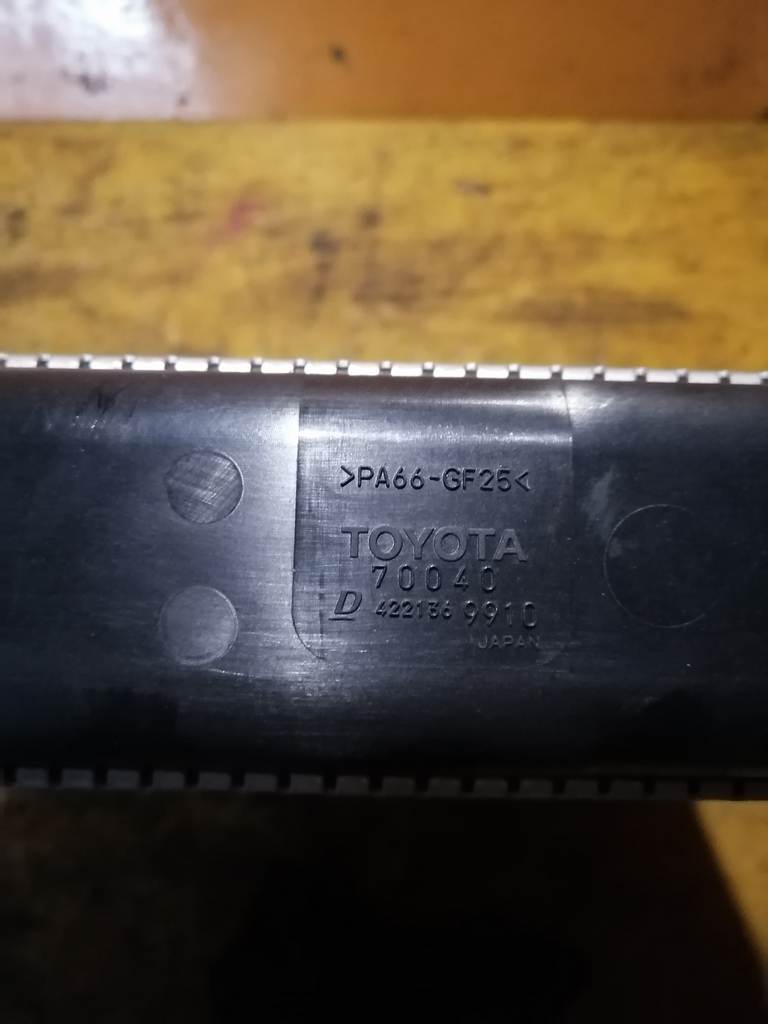 >PA66-GF25<
TOYOTA
70040
D 422136 9910
JAPAN